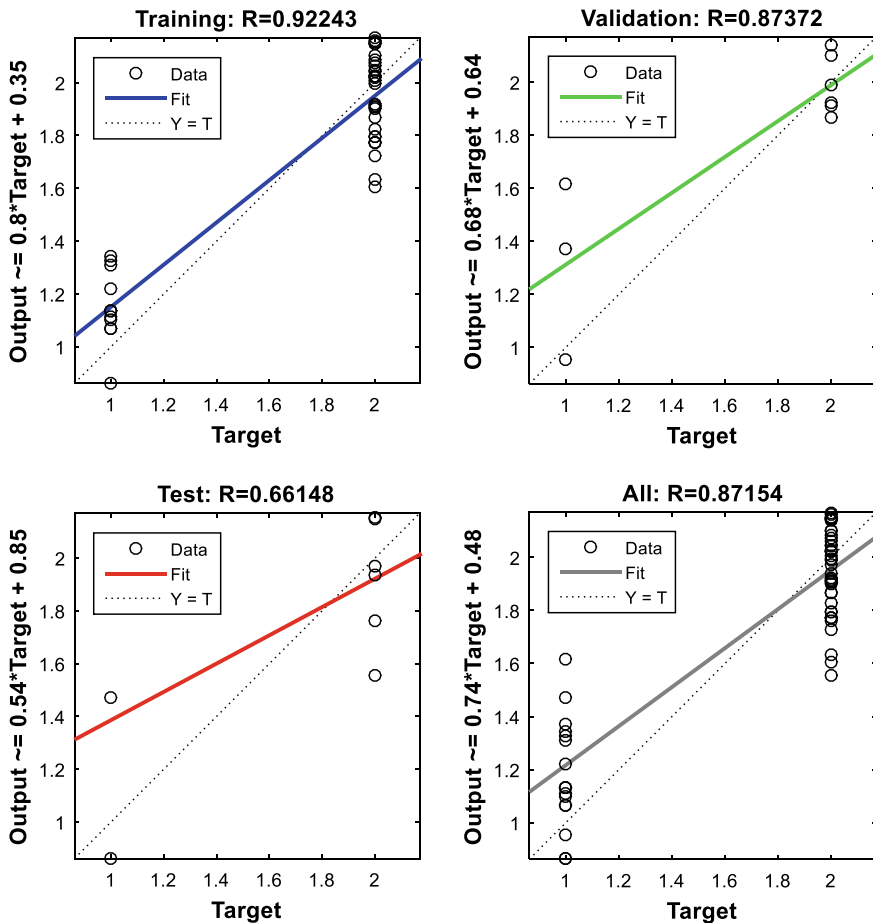 Training: R=0.92243
Output ~= 0.8*Target + 0.35
Data
Fit
Y = T
2
1.8
1.6
1.4
1.2
1
1 1.2 1.4 1.6 1.8 2
Target
Validation: R=0.87372
Output ~= 0.68*Target + 0.64
Data
Fit
Y = T
2
1.8
1.6
1.4
1.2
1
1 1.2 1.4 1.6 1.8 2
Target
Test: R=0.66148
Output ~= 0.54*Target + 0.85
Data
Fit
Y = T
2
1.8
1.6
1.4
1.2
1
1 1.2 1.4 1.6 1.8 2
Target
All: R=0.87154
Output ~= 0.74*Target + 0.48
Data
Fit
Y = T
2
1.8
1.6
1.4
1.2
1
1 1.2 1.4 1.6 1.8 2
Target